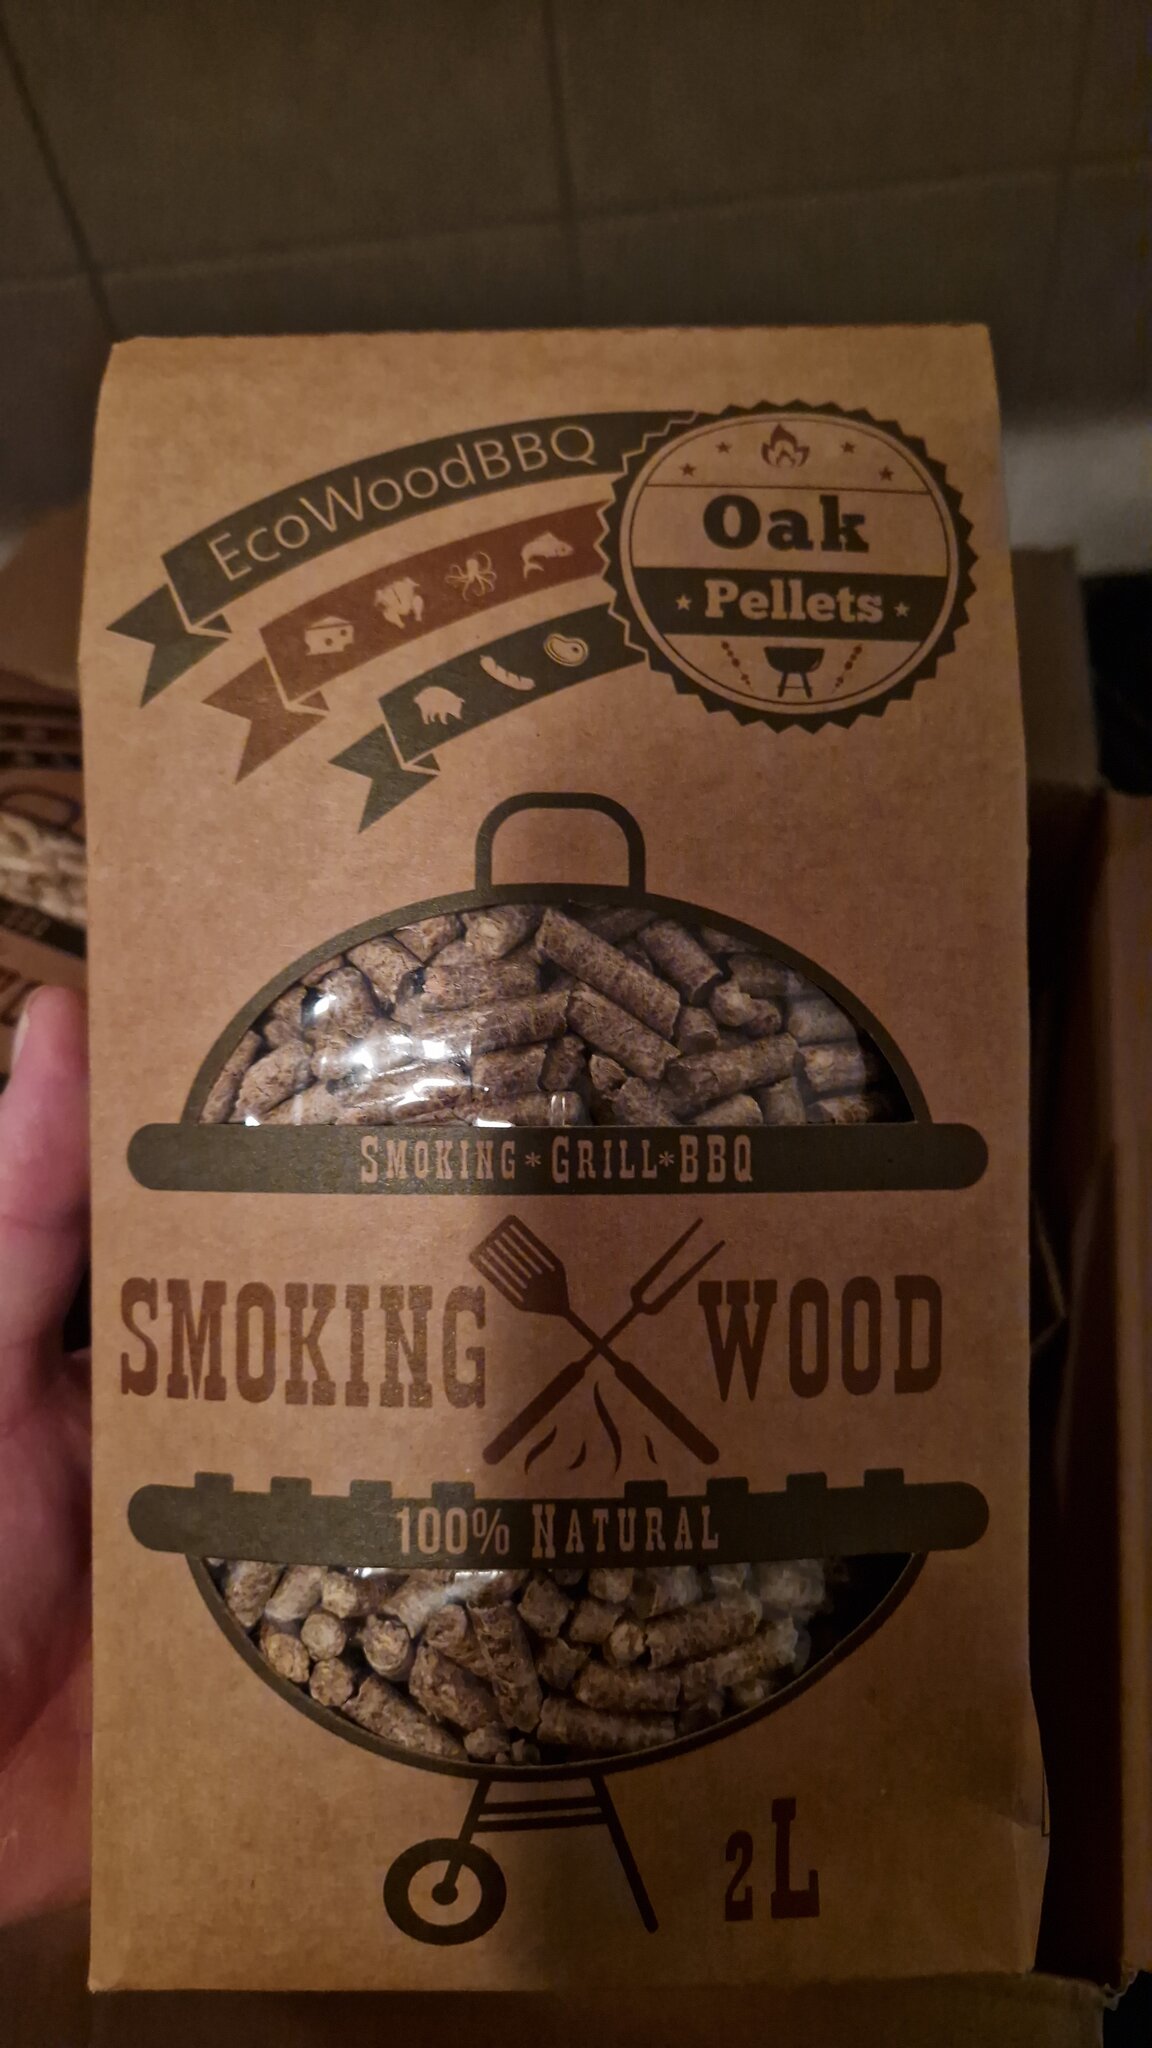 EcoWoodBBQ
Oak
Pellets
SMOKING*GRILL*BBQ
SMOKING WOOD
100% NATURAL
2L